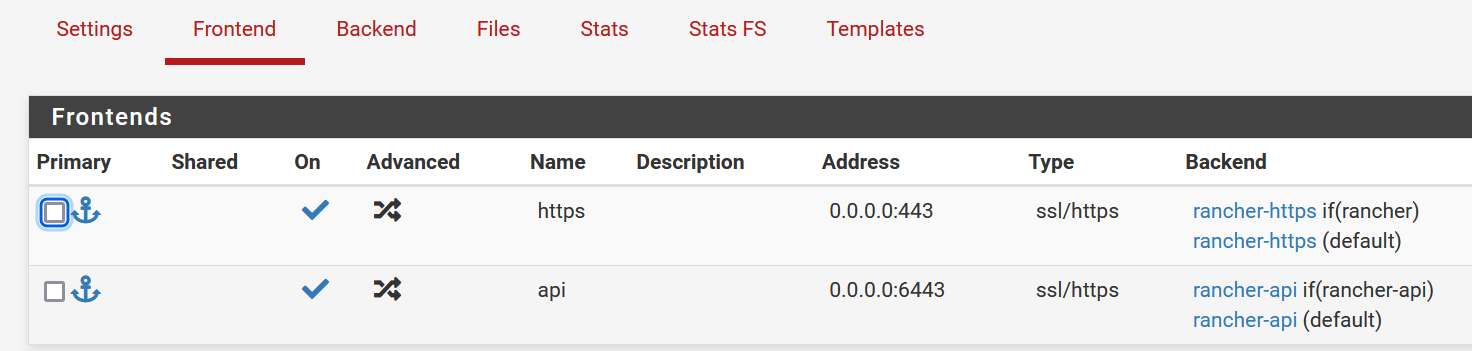 Settings Frontend Backend Files Stats Stats FS Templates
Frontends
Primary Shared On Advanced Name Description Address Type Backend
https 0.0.0.0:443 ssl/https rancher-https if(rancher)
rancher-https (default)
api 0.0.0.0:6443 ssl/https rancher-api if(rancher-api)
rancher-api (default)